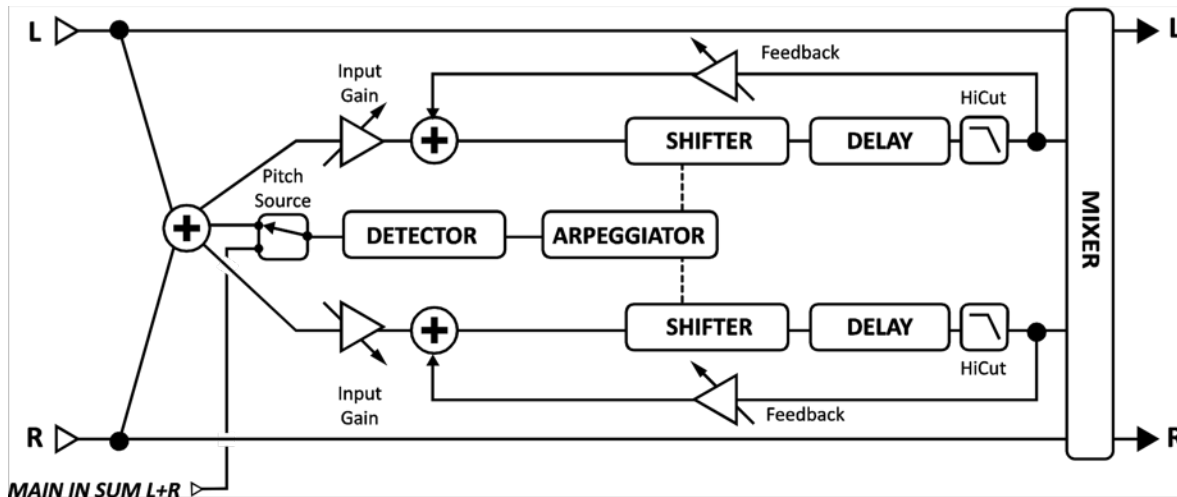 L
L
Feedback
Input
Gain
HiCut
SHIFTER
DELAY
Pitch
Source
DETECTOR
ARPEGGIATOR
MIXER
SHIFTER
DELAY
HiCut
Input
Gain
Feedback
R
R
MAIN IN SUM L+R